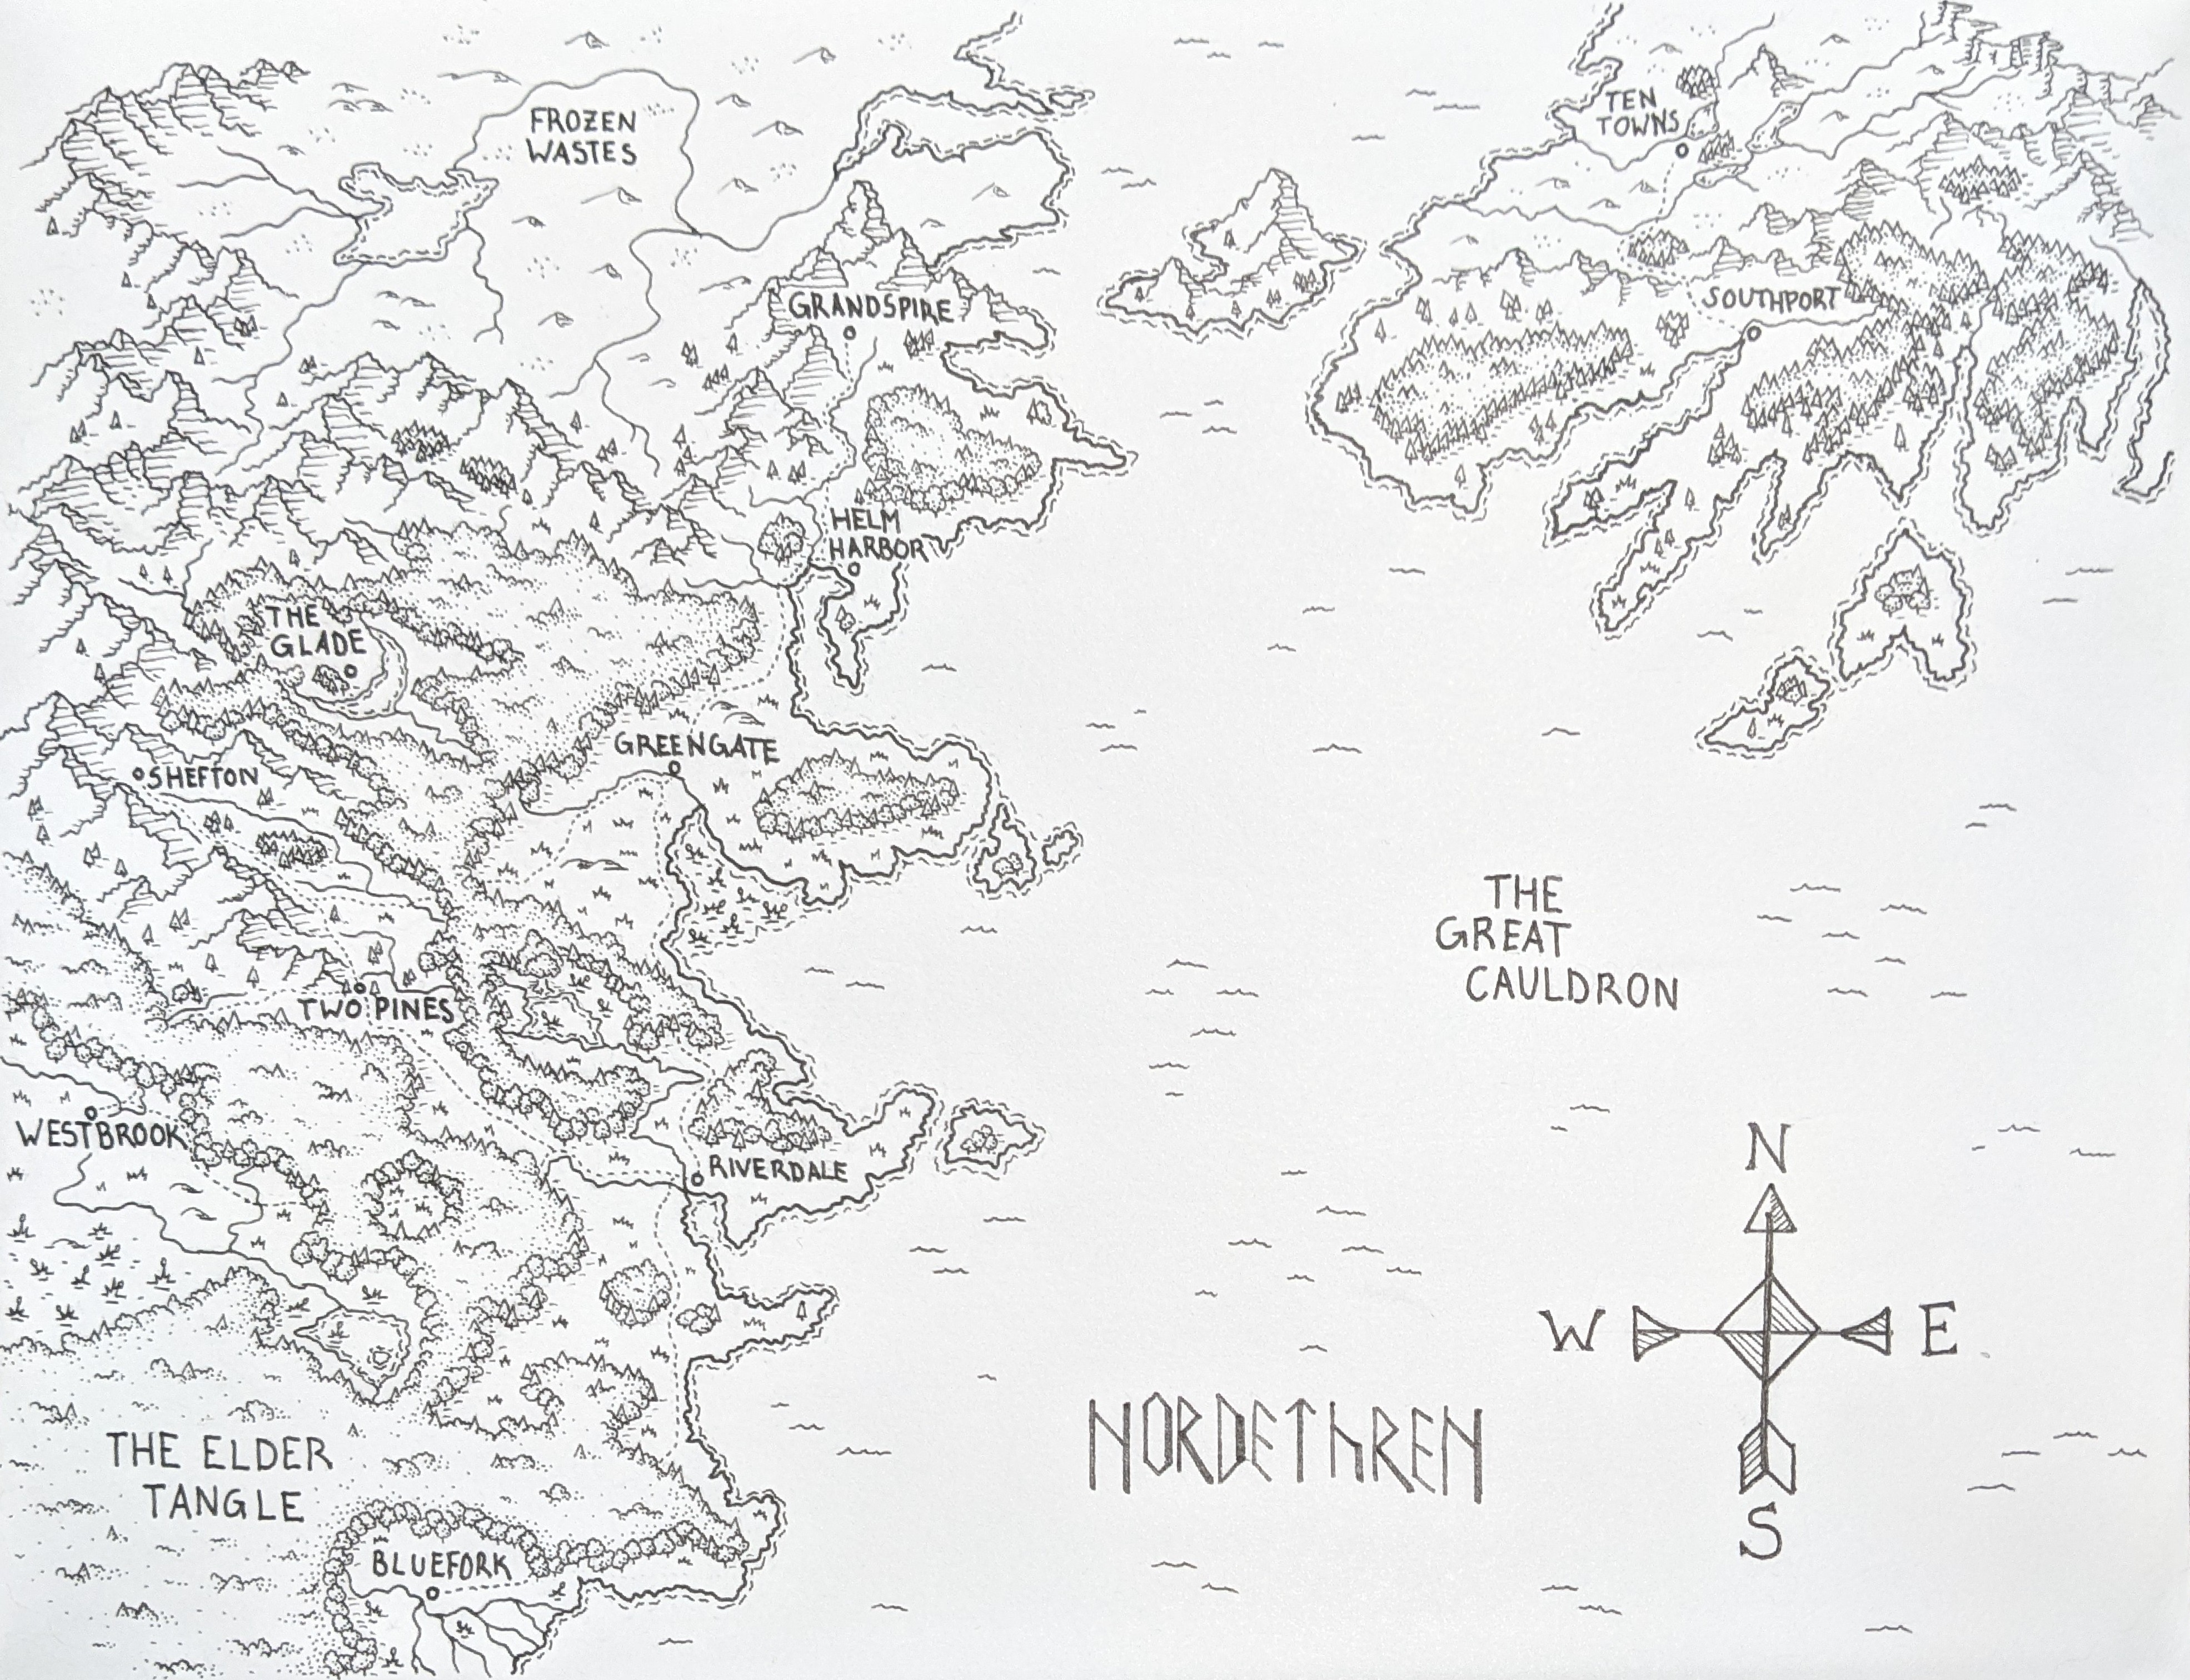 FROZEN
WASTES
TEN
TOWNS
GRANDSPIRE
SOUTHPORT
HELM
HARBOR
THE
GLADE
GREENGATE
SHEFTON
THE
GREAT
CAULDRON
TWO PINES
WESTBROOK
RIVERDALE
N
W E
S
NORDETHREN
THE ELDER
TANGLE
BLUEFORK